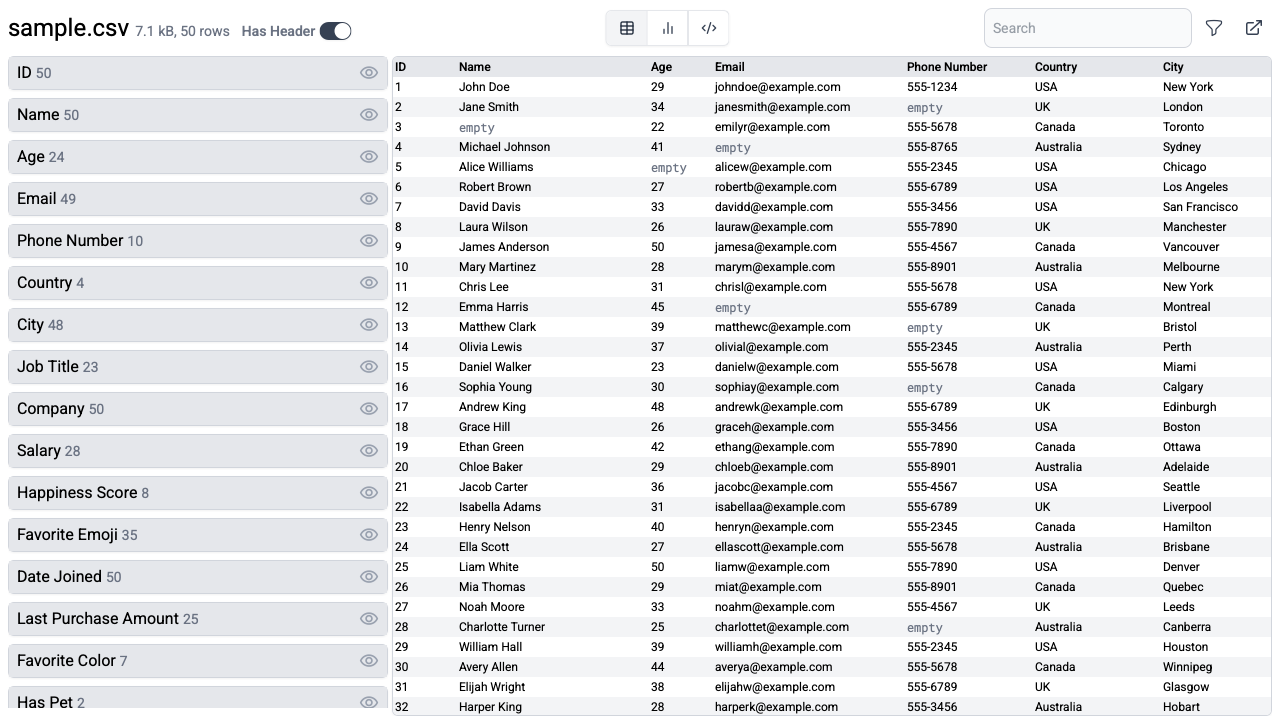 sample.csv 7.1 kB, 50 rows Has Header
Search
ID 50
Name 50
Age 24
Email 49
Phone Number 10
Country 4
City 48
Job Title 23
Company 50
Salary 28
Happiness Score 8
Favorite Emoji 35
Date Joined 50
Last Purchase Amount 25
Favorite Color 7
Has Pet 2
ID Name Age Email Phone Number Country City
1 John Doe 29 johndoe@example.com 555-1234 USA New York
2 Jane Smith 34 janesmith@example.com empty UK London
3 empty 22 emilyr@example.com 555-5678 Canada Toronto
4 Michael Johnson 41 empty 555-8765 Australia Sydney
5 Alice Williams empty alicew@example.com 555-2345 USA Chicago
6 Robert Brown 27 robertb@example.com 555-6789 USA Los Angeles
7 David Davis 33 davidd@example.com 555-3456 USA San Francisco
8 Laura Wilson 26 lauraw@example.com 555-7890 UK Manchester
9 James Anderson 50 jamesa@example.com 555-4567 Canada Vancouver
10 Mary Martinez 28 marym@example.com 555-8901 Australia Melbourne
11 Chris Lee 31 chrisl@example.com 555-5678 USA New York
12 Emma Harris 45 empty 555-6789 Canada Montreal
13 Matthew Clark 39 matthewc@example.com empty UK Bristol
14 Olivia Lewis 37 olivial@example.com 555-2345 Australia Perth
15 Daniel Walker 23 danielw@example.com 555-5678 USA Miami
16 Sophia Young 30 sophiay@example.com empty Canada Calgary
17 Andrew King 48 andrewk@example.com 555-6789 UK Edinburgh
18 Grace Hill 26 graceh@example.com 555-3456 USA Boston
19 Ethan Green 42 ethang@example.com 555-7890 Canada Ottawa
20 Chloe Baker 29 chloeb@example.com 555-8901 Australia Adelaide
21 Jacob Carter 36 jacobc@example.com 555-4567 USA Seattle
22 Isabella Adams 31 isabellaa@example.com 555-6789 UK Liverpool
23 Henry Nelson 40 henryn@example.com 555-2345 Canada Hamilton
24 Ella Scott 27 ellascott@example.com 555-5678 Australia Brisbane
25 Liam White 50 liamw@example.com 555-7890 USA Denver
26 Mia Thomas 29 miat@example.com 555-8901 Canada Quebec
27 Noah Moore 33 noahm@example.com 555-4567 UK Leeds
28 Charlotte Turner 25 charlottet@example.com empty Australia Canberra
29 William Hall 39 williamh@example.com 555-2345 USA Houston
30 Avery Allen 44 averya@example.com 555-5678 Canada Winnipeg
31 Elijah Wright 38 elijahw@example.com 555-6789 UK Glasgow
32 Harper King 28 harperk@example.com 555-3456 Australia Hobart